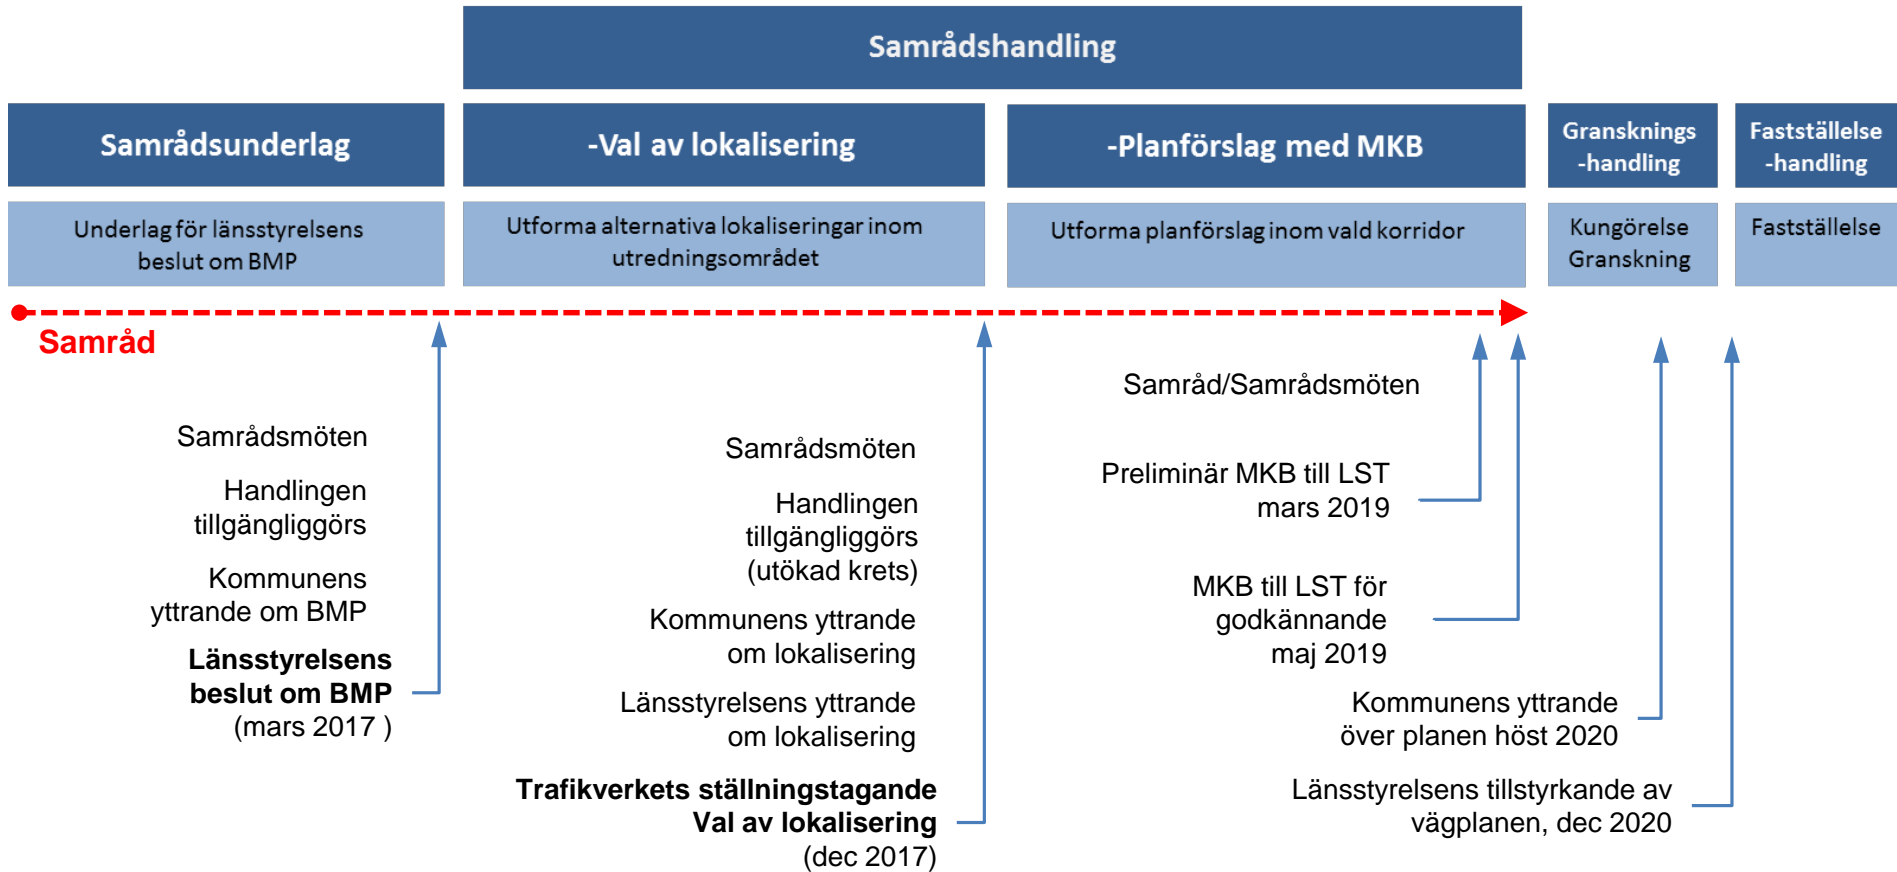 Samrådshandling
Samrådsunderlag
-Val av lokalisering
-Planförslag med MKB
Gransknings
-handling
Fastställelse
-handling
Underlag för länsstyrelsens
beslut om BMP
Utforma alternativa lokaliseringar inom
utredningsområdet
Utforma planförslag inom vald korridor
Kungörelse
Granskning
Fastställelse
Samråd
Samrådsmöten
Handlingen
tillgängliggörs
Kommunens
yttrande om BMP
Länsstyrelsens
beslut om BMP
(mars 2017 )
Samrådsmöten
Handlingen
tillgängliggörs
(utökad krets)
Kommunens yttrande
om lokalisering
Länsstyrelsens yttrande
om lokalisering
Trafikverkets ställningstagande
Val av lokalisering
(dec 2017)
Samråd/Samrådsmöten
Preliminär MKB till LST
mars 2019
MKB till LST för
godkännande
maj 2019
Kommunens yttrande
över planen höst 2020
Länsstyrelsens tillstyrkande av
vägplanen, dec 2020